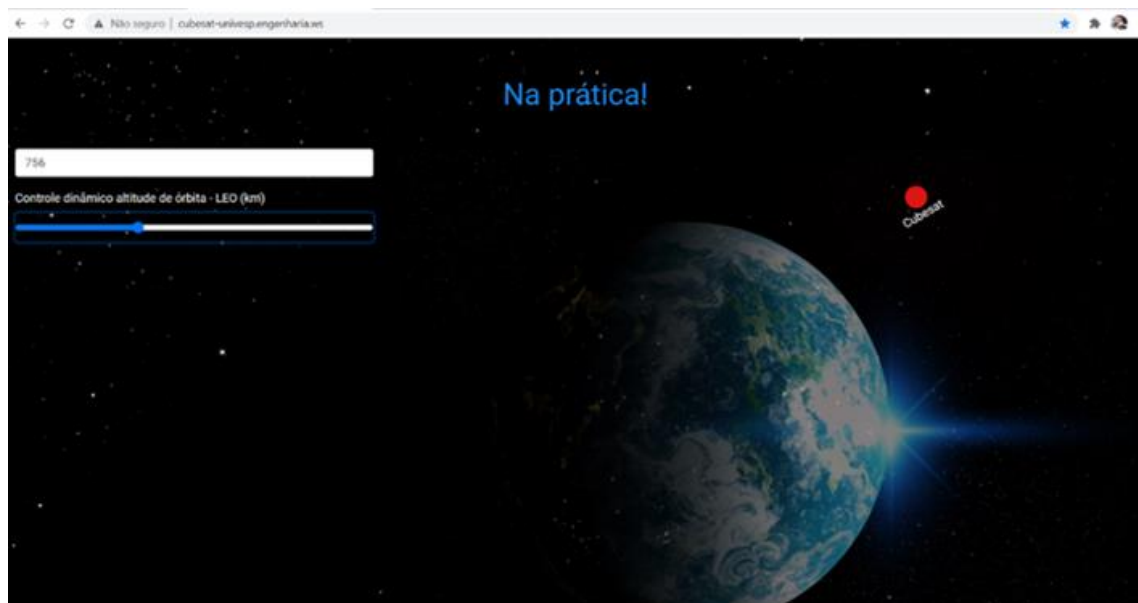 Não seguro | cubesat-univesp.engenharia.ws
Na prática!
756
Controle dinâmico altitude de órbita - LEO (km)
Cubesat